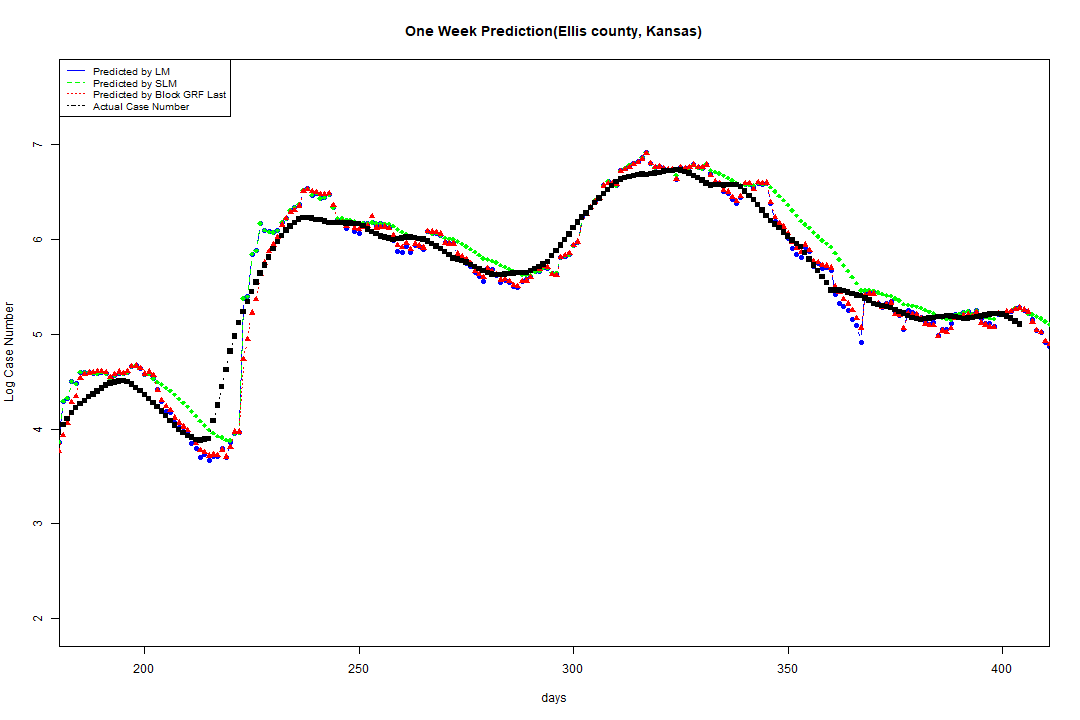 One Week Prediction(Ellis county, Kansas)
Predicted by LM
Predicted by SLM
Predicted by Block GRF Last
Actual Case Number
Log Case Number
7
6
5
4
3
2
200 250 300 350 400
days